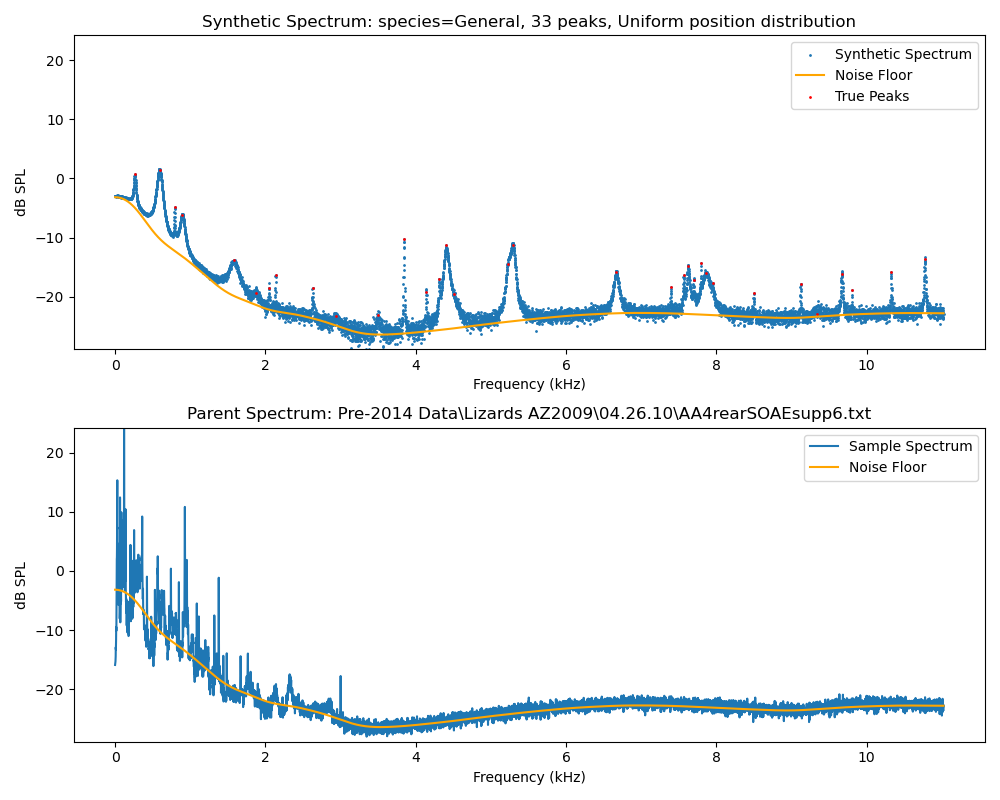 Synthetic Spectrum: species=General, 33 peaks, Uniform position distribution
20
10
0
−10
−20
dB SPL
Synthetic Spectrum
Noise Floor
True Peaks
0 2 4 6 8 10
Frequency (kHz)
Parent Spectrum: Pre-2014 Data\Lizards AZ2009\04.26.10\AA4rearSOAEsupp6.txt
20
10
0
−10
−20
dB SPL
Sample Spectrum
Noise Floor
0 2 4 6 8 10
Frequency (kHz)